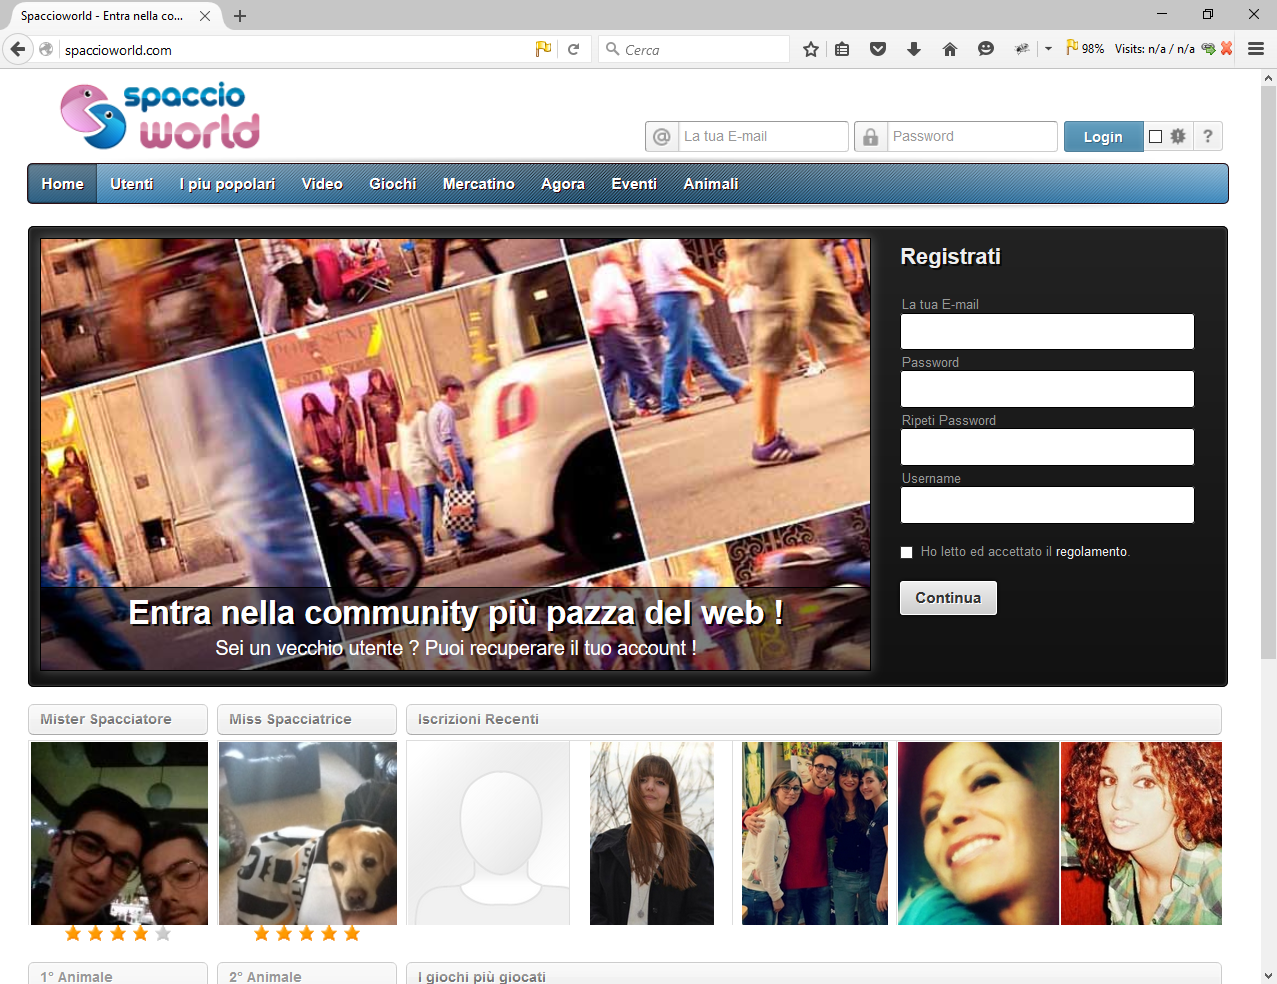 Spaccioworld - Entra nella co...
spaccioworld.com
Cerca
98%
Visits: n/a / n/a
spaccio
world
@ La tua E-mail
Password
Login
?
Home
Utenti
I piu popolari
Video
Giochi
Mercatino
Agora
Eventi
Animali
Entra nella community più pazza del web !
Sei un vecchio utente ? Puoi recuperare il tuo account !
Registrati
La tua E-mail
Password
Ripeti Password
Username
Ho letto ed accettato il regolamento.
Continua
Mister Spacciatore
Miss Spacciatrice
Iscrizioni Recenti
1° Animale
2° Animale
I giochi più giocati